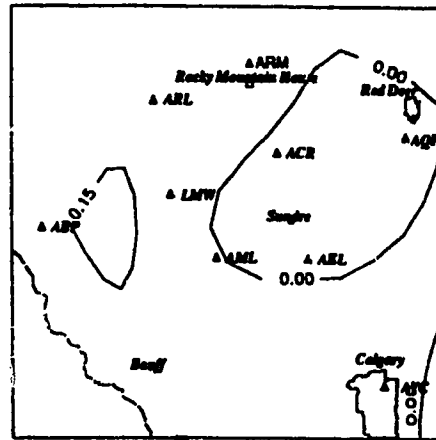 ARM
0.00
Rocky Mountain House
Red Deer
ARL
ACR
LMW
0.15
Sundre
AML
AEL
0.00
Banff
Calgary